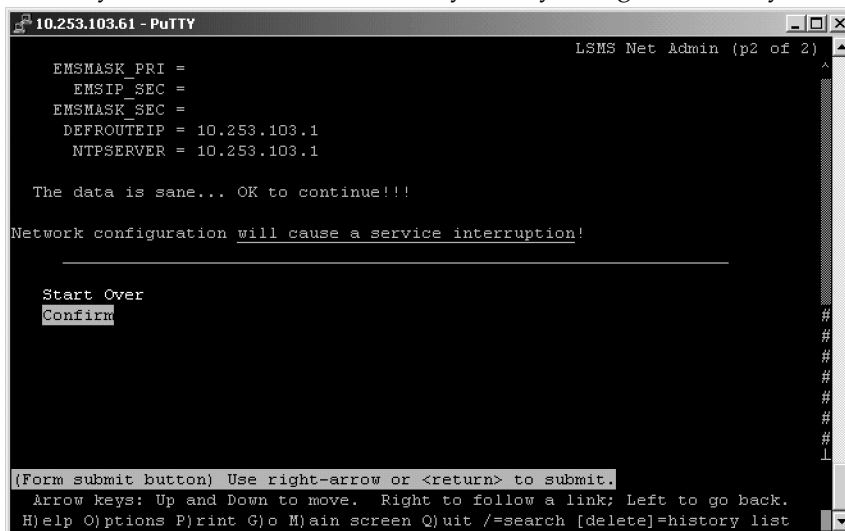 10.253.103.61 - PuTTY
LSMS Net Admin (p2 of 2)
EMSMASK_PRI =
EMSIP_SEC =
EMSMASK_SEC =
DEFROUTEIP = 10.253.103.1
NTPSERVER = 10.253.103.1
The data is sane... OK to continue!!!
Network configuration will cause a service interruption!
Start Over
Confirm
#
#
#
#
#
#
#
(Form submit button) Use right-arrow or <return> to submit.
Arrow keys: Up and Down to move. Right to follow a link; Left to go back.
H)elp O)ptions P)rint G)o M)ain screen Q)uit /=search [delete]=history list